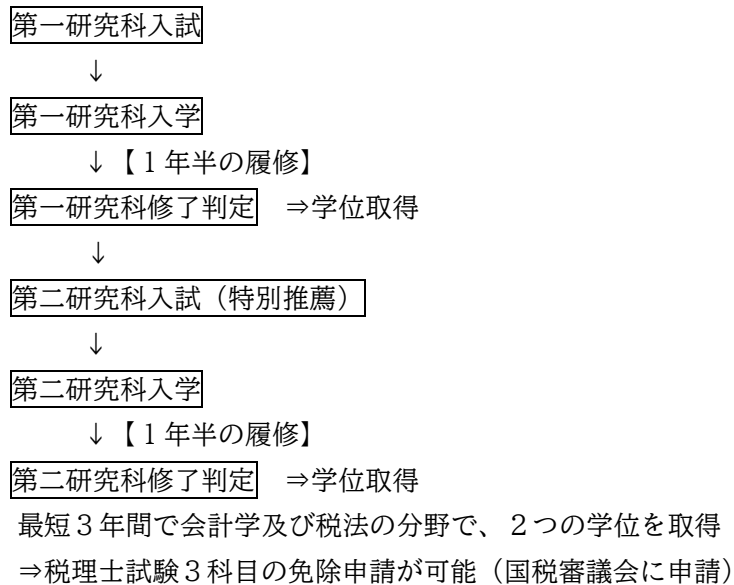 第一研究科入試
↓
第一研究科入学
↓【１年半の履修】
第一研究科修了判定　⇒学位取得
↓
第二研究科入試（特別推薦）
↓
第二研究科入学
↓【１年半の履修】
第二研究科修了判定　⇒学位取得
最短３年間で会計学及び税法の分野で、２つの学位を取得
⇒税理士試験３科目の免除申請が可能（国税審議会に申請）